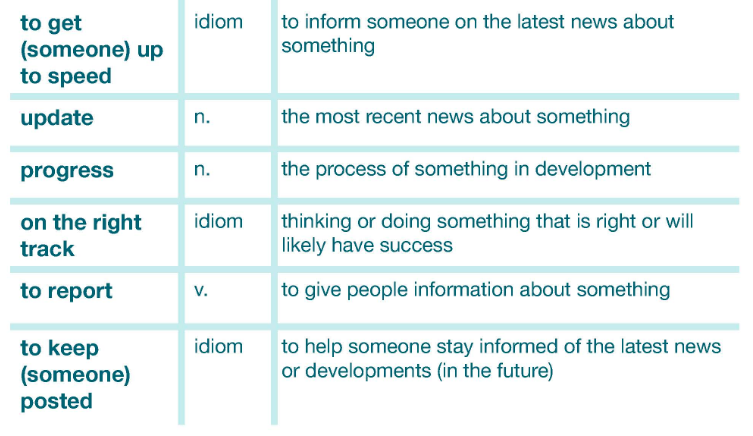 to get
(someone) up
to speed
idiom
to inform someone on the latest news about
something
update
n.
the most recent news about something
progress
n.
the process of something in development
on the right
track
idiom
thinking or doing something that is right or will
likely have success
to report
v.
to give people information about something
to keep
(someone)
posted
idiom
to help someone stay informed of the latest news
or developments (in the future)